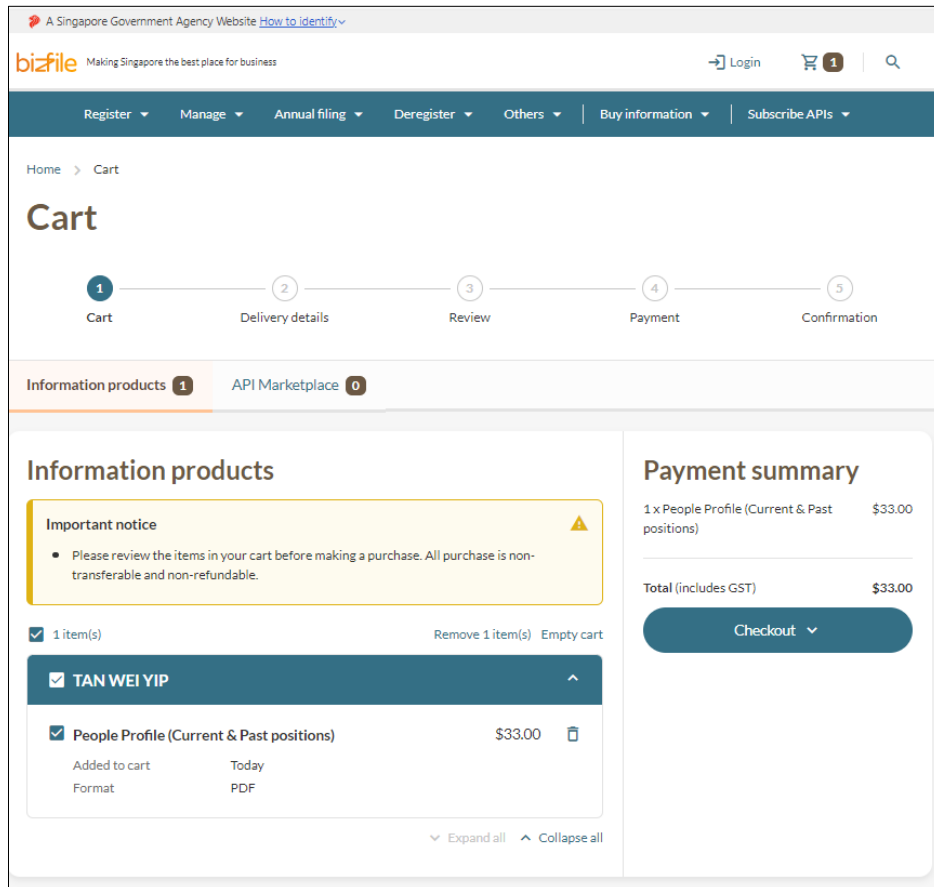 A Singapore Government Agency Website How to identify
bizfile Making Singapore the best place for business
Login 1
Register Manage Annual filing Deregister Others Buy information Subscribe APIs
Home > Cart
Cart
1 2 3 4 5
Cart Delivery details Review Payment Confirmation
Information products 1 API Marketplace 0
Information products
Important notice
• Please review the items in your cart before making a purchase. All purchase is non-
transferable and non-refundable.
1 item(s) Remove 1 item(s) Empty cart
TAN WEI YIP
People Profile (Current & Past positions) $33.00
Added to cart Today
Format PDF
Expand all Collapse all
Payment summary
1 x People Profile (Current & Past $33.00
positions)
Total (includes GST) $33.00
Checkout